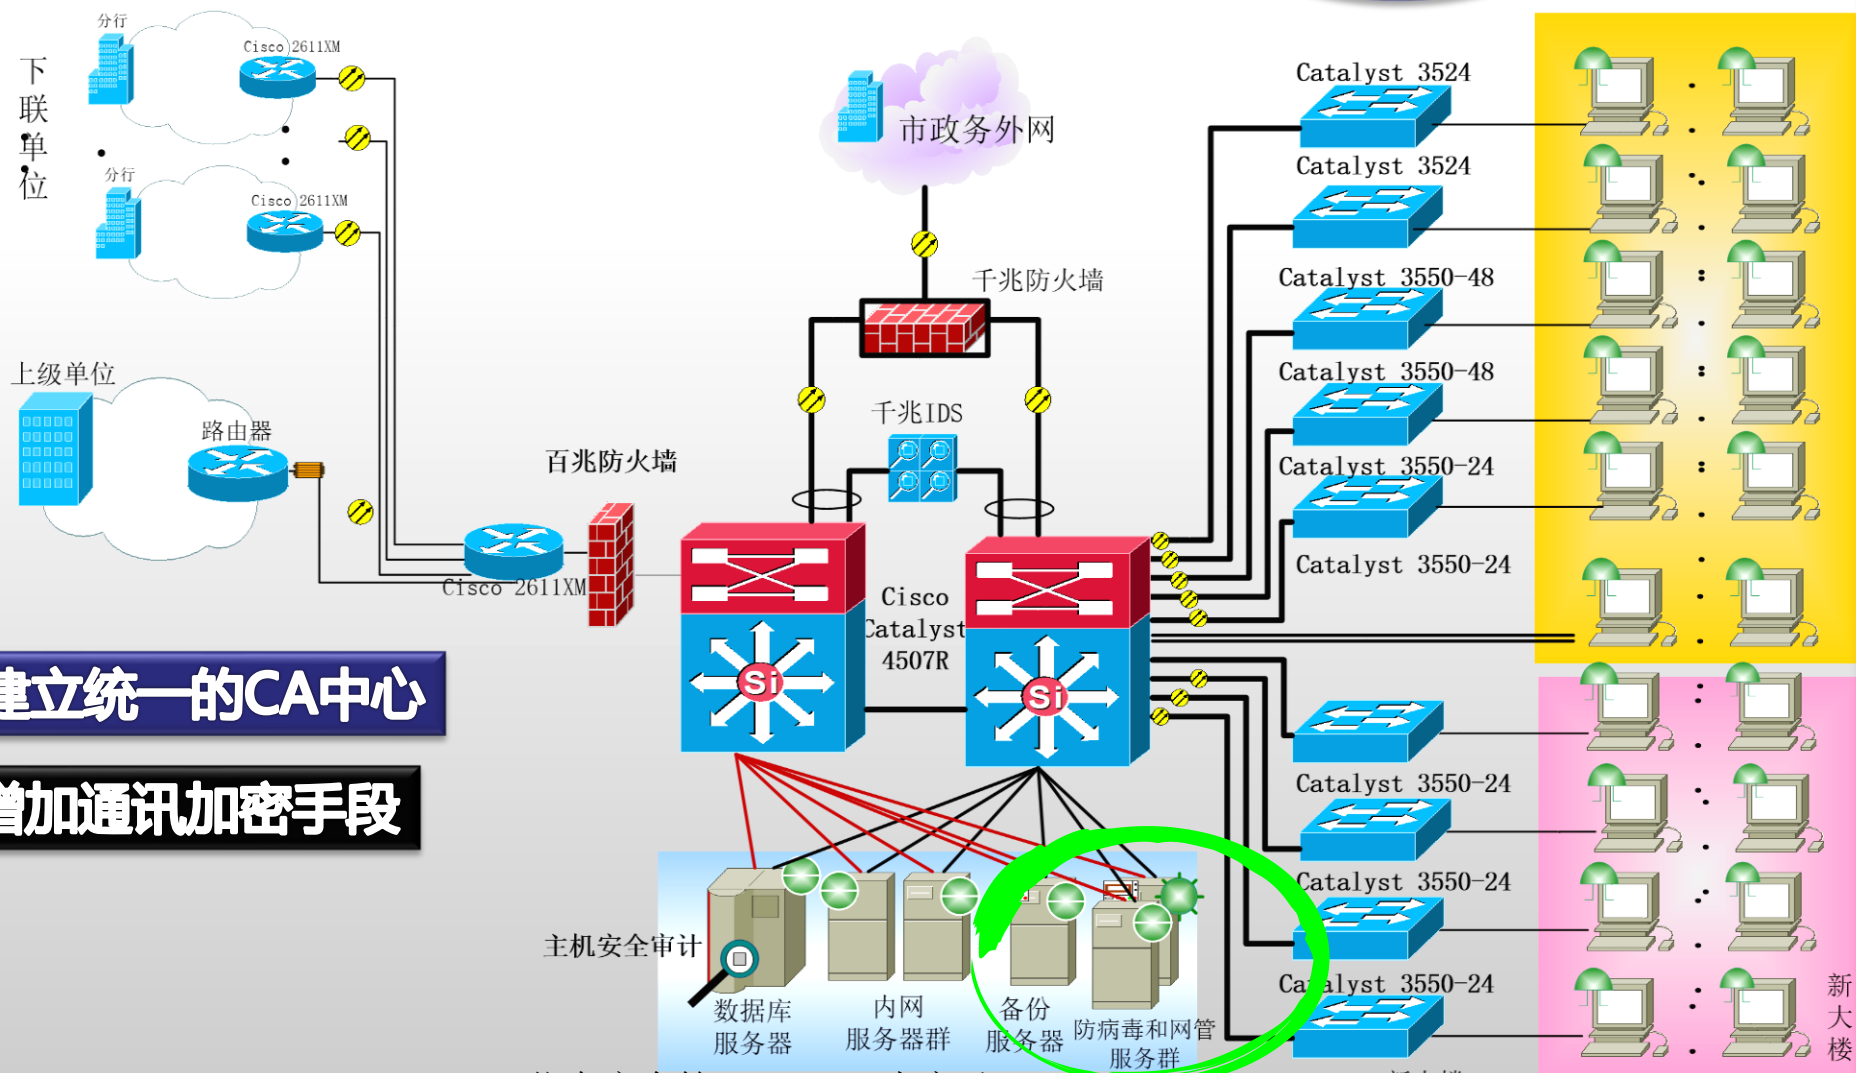 分行
Cisco 2611XM
下联单位
分行
Cisco 2611XM
市政务外网
千兆防火墙
上级单位
路由器
百兆防火墙
千兆IDS
Cisco 2611XM
Cisco
Catalyst
4507R
Si
Si
Catalyst 3524
Catalyst 3524
Catalyst 3550-48
Catalyst 3550-48
Catalyst 3550-24
Catalyst 3550-24
Catalyst 3550-24
Catalyst 3550-24
Catalyst 3550-24
建立统一的CA中心
增加通讯加密手段
主机安全审计
数据库
服务器
内网
服务器群
备份
服务器
防病毒和网管
服务群
新大楼